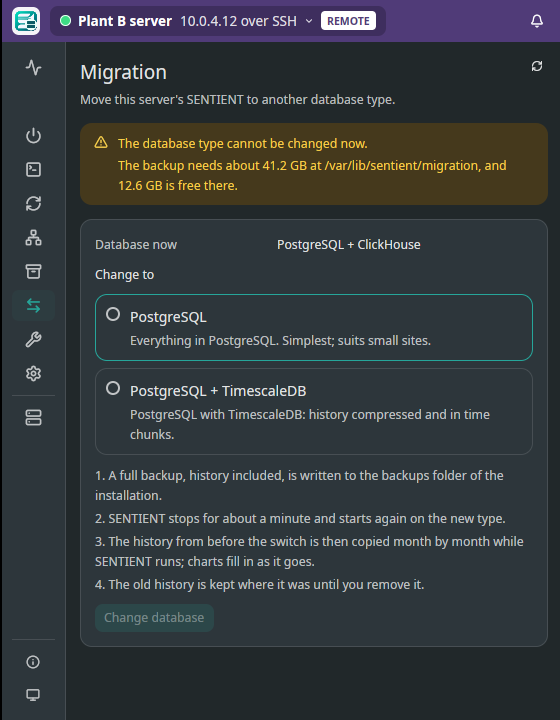 Plant B server 10.0.4.12 over SSH REMOTE
Migration
Move this server's SENTIENT to another database type.
The database type cannot be changed now.
The backup needs about 41.2 GB at /var/lib/sentient/migration, and
12.6 GB is free there.
Database now PostgreSQL + ClickHouse
Change to
PostgreSQL
Everything in PostgreSQL. Simplest; suits small sites.
PostgreSQL + TimescaleDB
PostgreSQL with TimescaleDB: history compressed and in time
chunks.
1. A full backup, history included, is written to the backups folder of the
installation.
2. SENTIENT stops for about a minute and starts again on the new type.
3. The history from before the switch is then copied month by month while
SENTIENT runs; charts fill in as it goes.
4. The old history is kept where it was until you remove it.
Change database